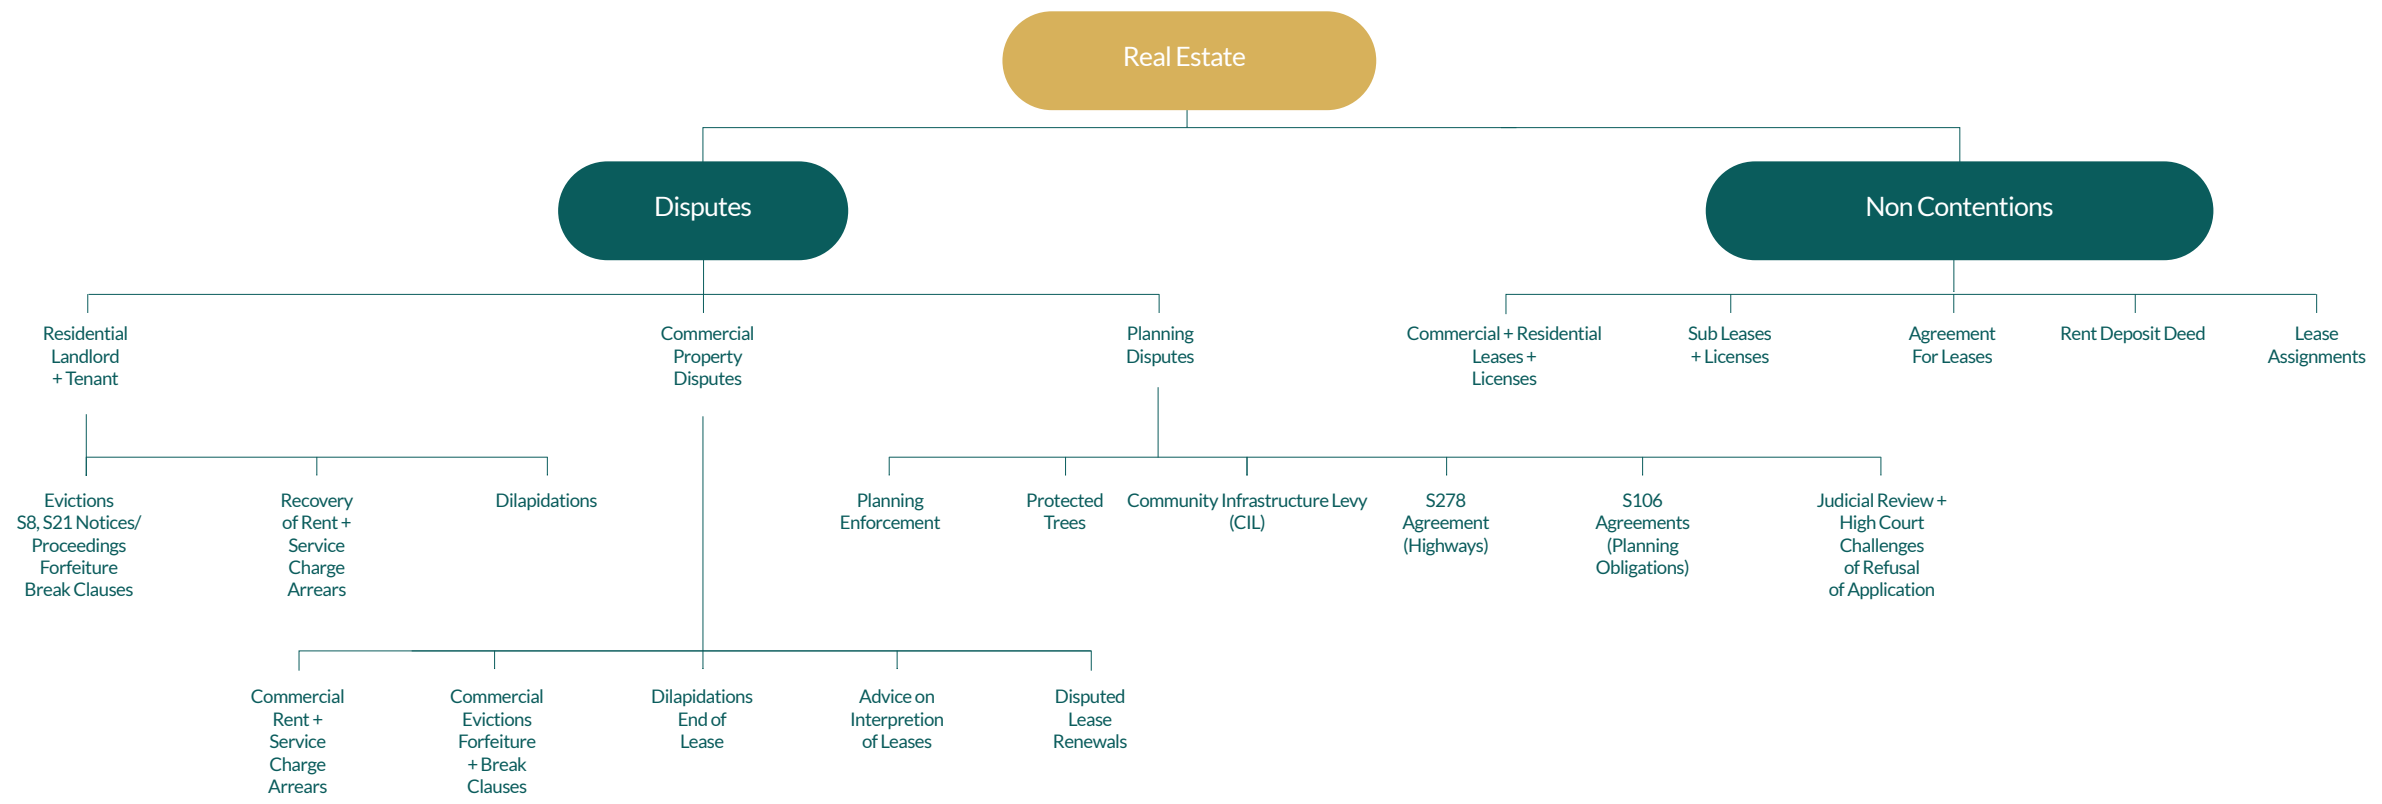 Real Estate
Disputes
Non Contentions
Residential
Landlord
+ Tenant
Commercial
Property
Disputes
Planning
Disputes
Commercial + Residential
Leases +
Licenses
Sub Leases
+ Licenses
Agreement
For Leases
Rent Deposit Deed
Lease
Assignments
Evictions
S8, S21 Notices/
Proceedings
Forfeiture
Break Clauses
Recovery
of Rent +
Service
Charge
Arrears
Dilapidations
Planning
Enforcement
Protected
Trees
Community Infrastructure Levy
(CIL)
S278
Agreement
(Highways)
S106
Agreements
(Planning
Obligations)
Judicial Review +
High Court
Challenges
of Refusal
of Application
Commercial
Rent +
Service
Charge
Arrears
Commercial
Evictions
Forfeiture
+ Break
Clauses
Dilapidations
End of
Lease
Advice on
Interpretion
of Leases
Disputed
Lease
Renewals